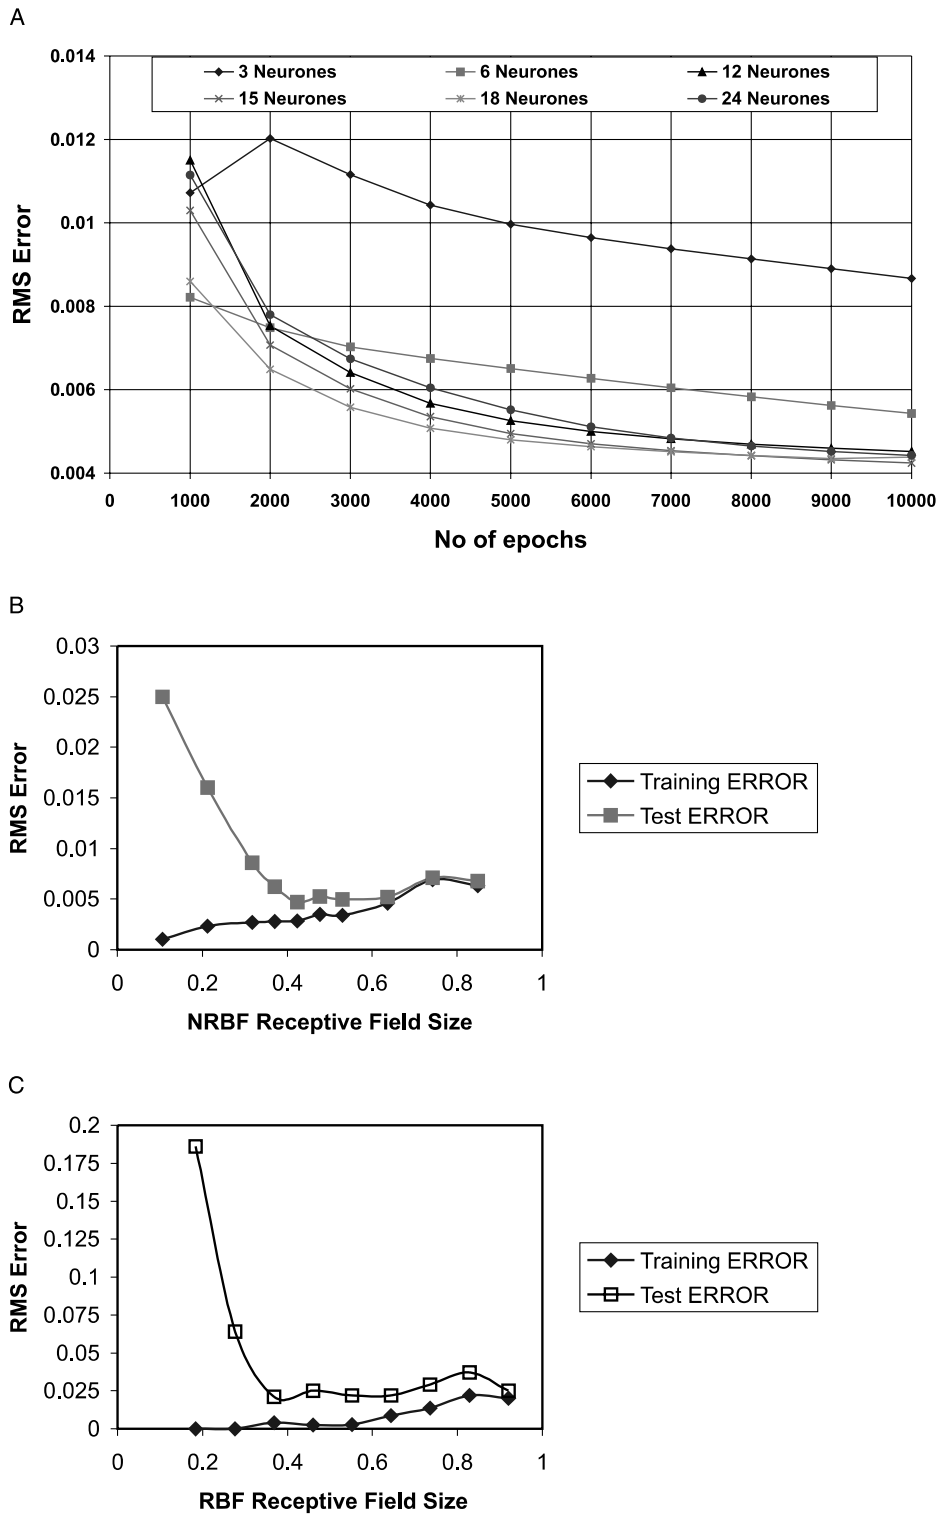 A
0.014
3 Neurones 6 Neurones 12 Neurones
15 Neurones 18 Neurones 24 Neurones
0.012
0.01
0.008
0.006
0.004
RMS Error
0 1000 2000 3000 4000 5000 6000 7000 8000 9000 10000
No of epochs
B
0.03
0.025
0.02
0.015
0.01
0.005
0
RMS Error
Training ERROR
Test ERROR
0 0.2 0.4 0.6 0.8 1
NRBF Receptive Field Size
C
0.2
0.175
0.15
0.125
0.1
0.075
0.05
0.025
0
RMS Error
Training ERROR
Test ERROR
0 0.2 0.4 0.6 0.8 1
RBF Receptive Field Size